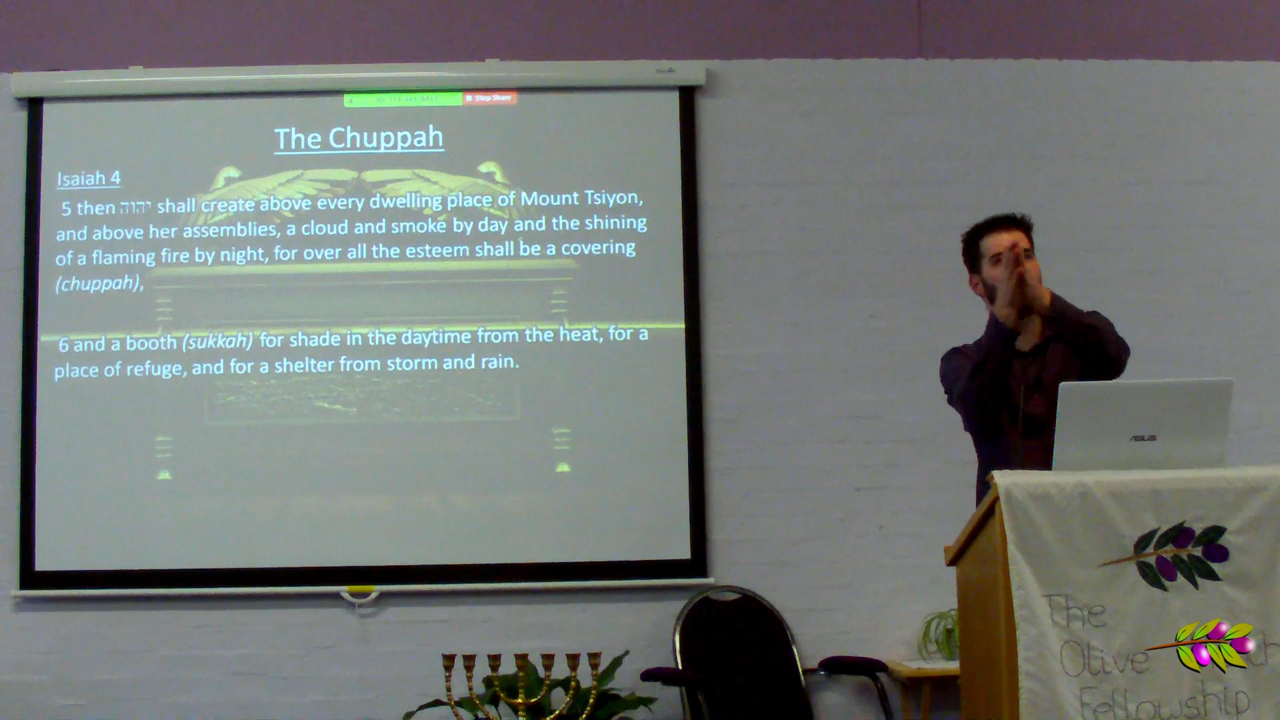 Stop Share
The Chuppah
Isaiah 4
5 then יהוה shall create above every dwelling place of Mount Tsiyon,
and above her assemblies, a cloud and smoke by day and the shining
of a flaming fire by night, for over all the esteem shall be a covering
(chuppah),
6 and a booth (sukkah) for shade in the daytime from the heat, for a
place of refuge, and for a shelter from storm and rain.
ASUS
The
Olive
Fellowship